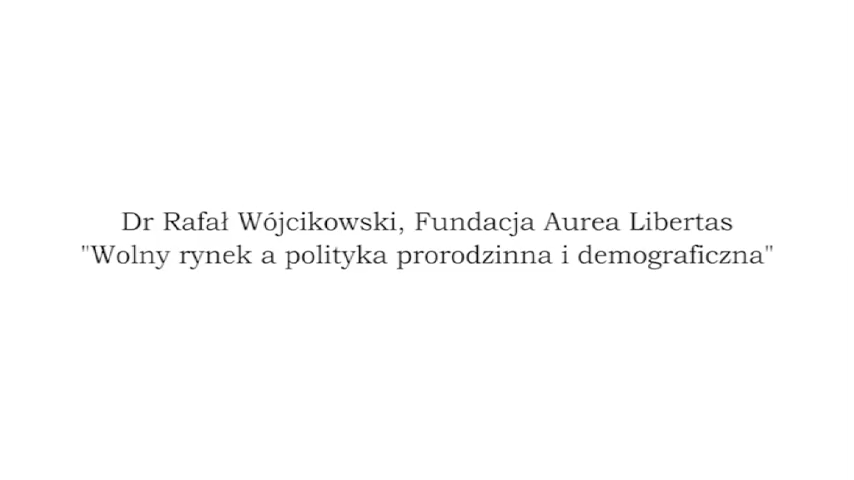 Dr Rafał Wójcikowski, Fundacja Aurea Libertas
"Wolny rynek a polityka prorodzinna i demograficzna"